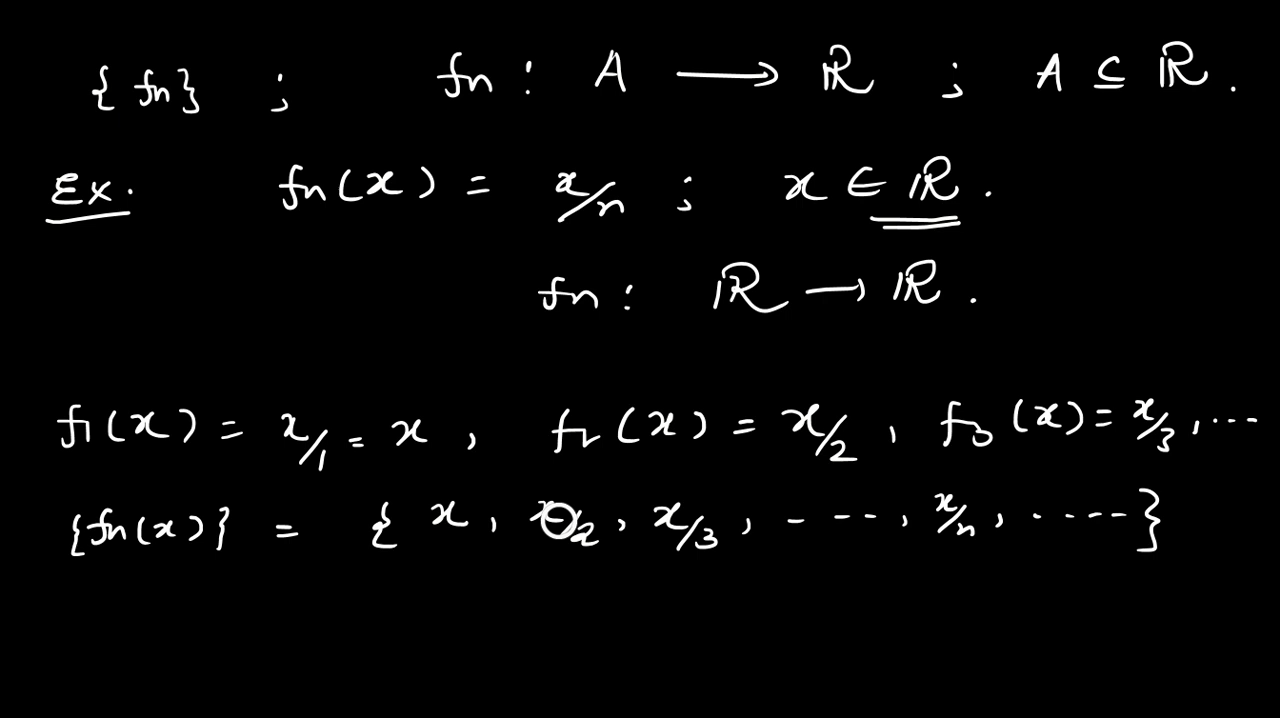 {fn} ; fn : A ⟶ ℝ ; A ⊆ ℝ .
Ex. fn(x) = x/n ; x ∈ ℝ .
fn : ℝ ⟶ ℝ .
f1(x) = x/1 = x , f2(x) = x/2 , f3(x) = x/3 , ...
{fn(x)} = { x , x/2 , x/3 , - --- , x/n , ..... }